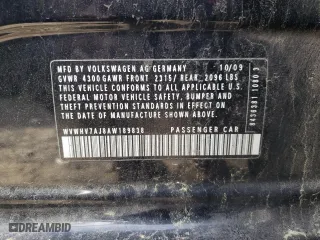 MFD BY VOLKSWAGEN AG GERMANY 10/09
GVWR 4300 GAWR FRONT 2315/ REAR 2096 LBS
THIS VEHICLE CONFORMS TO ALL APPLICABLE
U.S. FEDERAL MOTOR VEHICLE SAFETY, BUMPER AND
THEFT PREVENTION STANDARDS IN EFFECT ON THE
DATE OF MANUFACTURE SHOWN ABOVE.
WVWHV7AJ8AW189838 PASSENGER CAR
DREAMBID